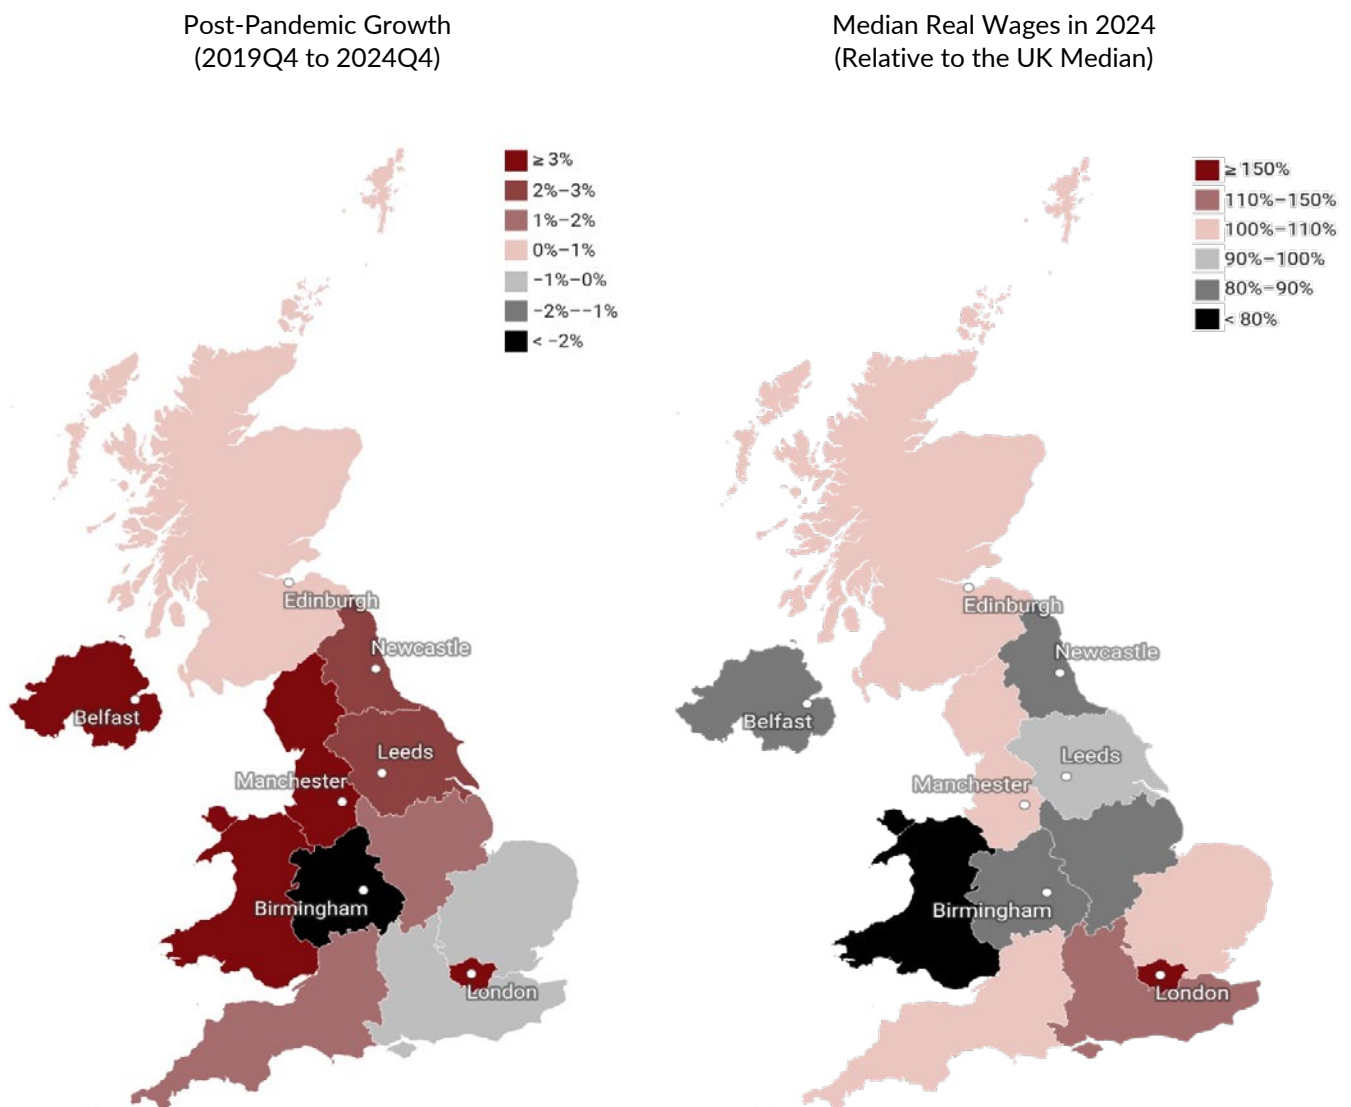 Post-Pandemic Growth
(2019Q4 to 2024Q4)
≥ 3%
2%–3%
1%–2%
0%–1%
−1%–0%
−2%–−1%
< −2%
Edinburgh
Newcastle
Belfast
Leeds
Manchester
Birmingham
London
Median Real Wages in 2024
(Relative to the UK Median)
≥ 150%
110%–150%
100%–110%
90%–100%
80%–90%
< 80%
Edinburgh
Newcastle
Belfast
Leeds
Manchester
Birmingham
London